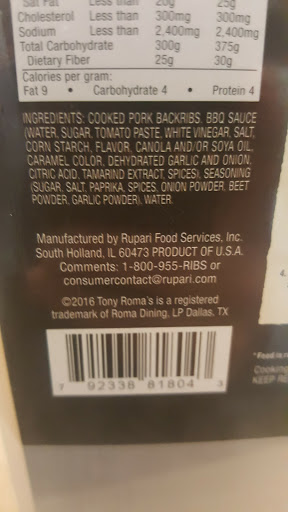 Sat Fat Less than 20g 25g
Cholesterol Less than 300mg 300mg
Sodium Less than 2,400mg 2,400mg
Total Carbohydrate 300g 375g
Dietary Fiber 25g 30g
Calories per gram:
Fat 9 • Carbohydrate 4 • Protein 4
INGREDIENTS: COOKED PORK BACKRIBS. BBQ SAUCE
(WATER, SUGAR, TOMATO PASTE, WHITE VINEGAR, SALT,
CORN STARCH, FLAVOR, CANOLA AND/OR SOYA OIL,
CARAMEL COLOR, DEHYDRATED GARLIC AND ONION,
CITRIC ACID, TAMARIND EXTRACT, SPICES), SEASONING
(SUGAR, SALT, PAPRIKA, SPICES, ONION POWDER, BEET
POWDER, GARLIC POWDER), WATER.
Manufactured by Rupari Food Services, Inc.
South Holland, IL 60473 PRODUCT OF U.S.A.
Comments: 1-800-955-RIBS or
consumercontact@rupari.com
©2016 Tony Roma's is a registered
trademark of Roma Dining, LP Dallas, TX
7 92338 81804 3
4.
*Food is
Cooking
KEEP RE